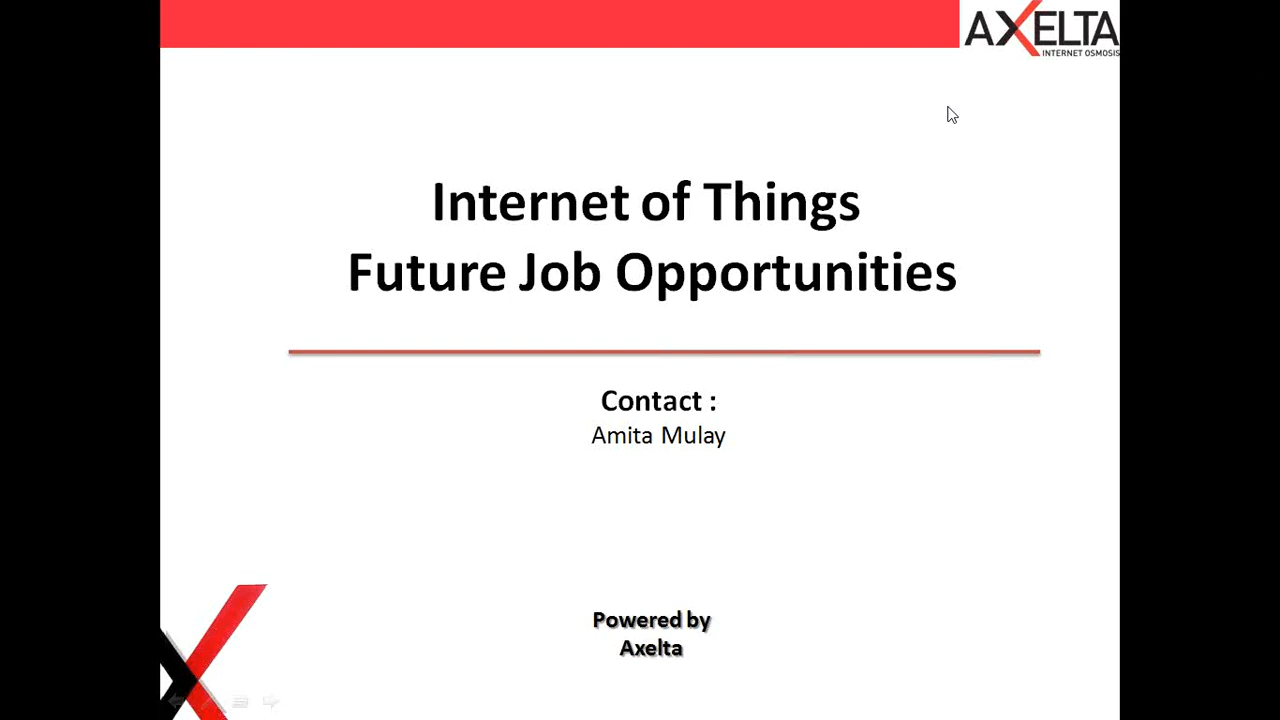 AXELTA
INTERNET OSMOSIS
Internet of Things
Future Job Opportunities
Contact :
Amita Mulay
Powered by
Axelta